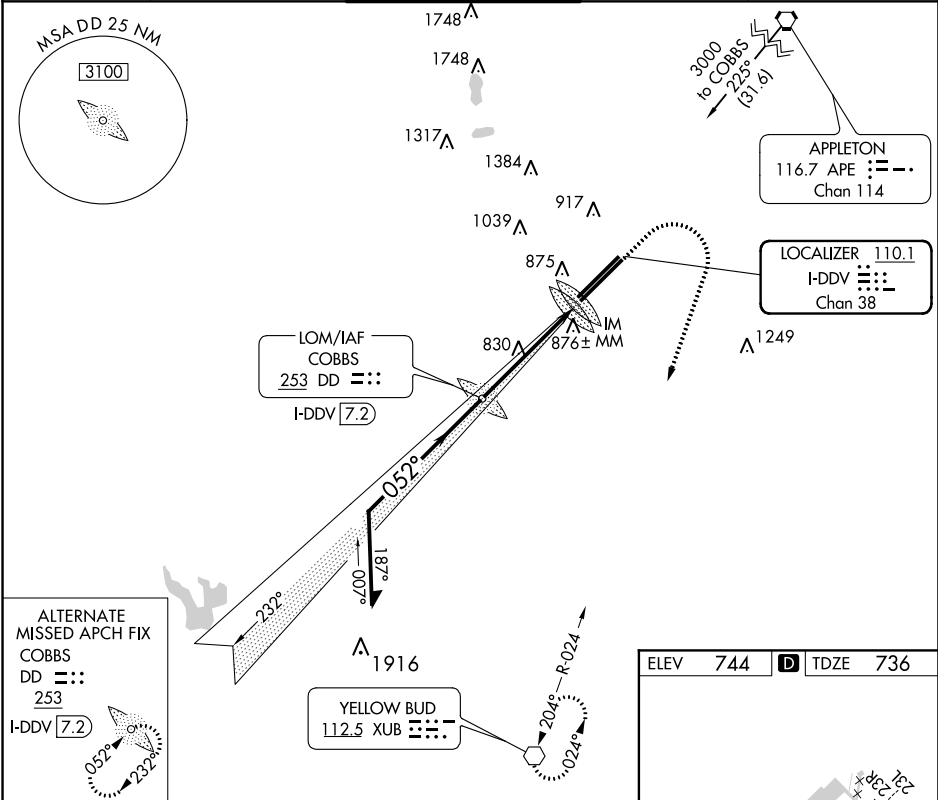 MSA DD 25 NM
3100
1748
1748
1317
1384
1039
917
875
3000
to COBBS
225°
(31.6)
APPLETON
116.7 APE
Chan 114
LOCALIZER 110.1
I-DDV
Chan 38
IM
876± MM
830
1249
LOM/IAF
COBBS
253 DD
I-DDV 7.2
052°
187°
007°
232°
1916
ALTERNATE
MISSED APCH FIX
COBBS
DD
253
I-DDV 7.2
052°
232°
YELLOW BUD
112.5 XUB
204°
R-024
024°
ELEV 744 D TDZE 736
23R
23L